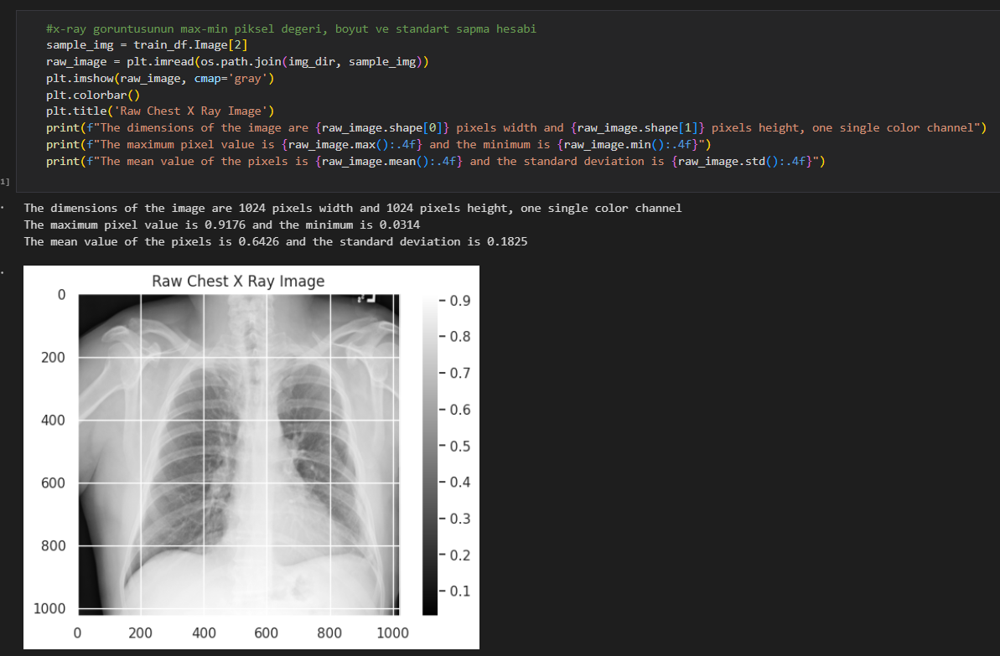 #x-ray goruntusunun max-min piksel degeri, boyut ve standart sapma hesabi
sample_img = train_df.Image[2]
raw_image = plt.imread(os.path.join(img_dir, sample_img))
plt.imshow(raw_image, cmap='gray')
plt.colorbar()
plt.title('Raw Chest X Ray Image')
print(f"The dimensions of the image are {raw_image.shape[0]} pixels width and {raw_image.shape[1]} pixels height, one single color channel")
print(f"The maximum pixel value is {raw_image.max():.4f} and the minimum is {raw_image.min():.4f}")
print(f"The mean value of the pixels is {raw_image.mean():.4f} and the standard deviation is {raw_image.std():.4f}")
1]
The dimensions of the image are 1024 pixels width and 1024 pixels height, one single color channel
The maximum pixel value is 0.9176 and the minimum is 0.0314
The mean value of the pixels is 0.6426 and the standard deviation is 0.1825
Raw Chest X Ray Image
0
200
400
600
800
1000
0 200 400 600 800 1000
0.9
0.8
0.7
0.6
0.5
0.4
0.3
0.2
0.1